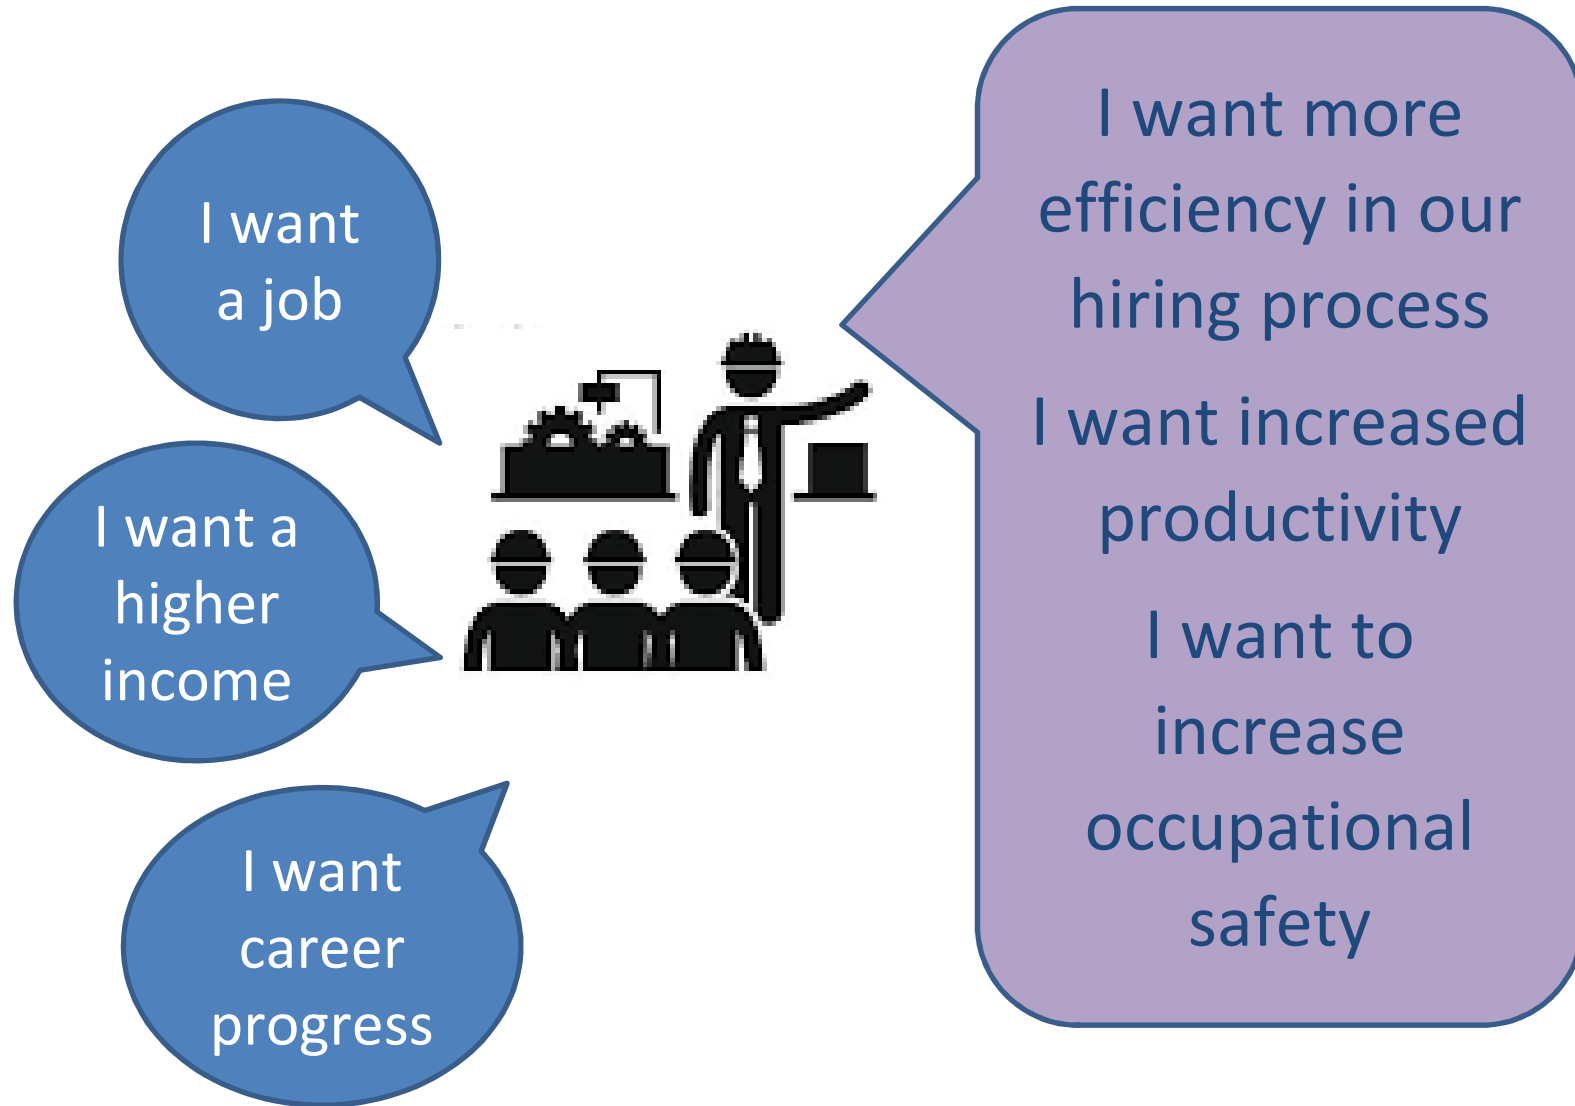 I want
a job
I want a
higher
income
I want
career
progress
I want more
efficiency in our
hiring process
I want increased
productivity
I want to
increase
occupational
safety